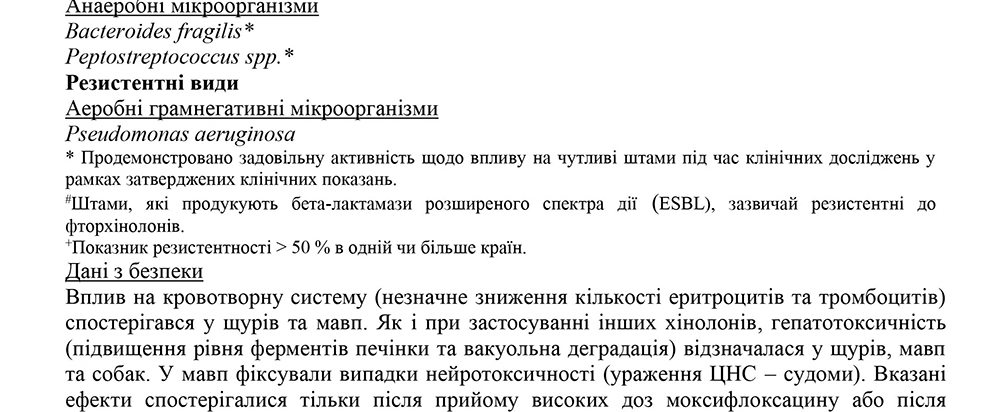 Анаеробні мікроорганізми
Bacteroides fragilis*
Peptostreptococcus spp.*
Резистентні види
Аеробні грамнегативні мікроорганізми
Pseudomonas aeruginosa
* Продемонстровано задовільну активність щодо впливу на чутливі штами під час клінічних досліджень у
рамках затверджених клінічних показань.
#Штами, які продукують бета-лактамази розширеного спектра дії (ESBL), зазвичай резистентні до
фторхінолонів.
+Показник резистентності > 50 % в одній чи більше країн.
Дані з безпеки
Вплив на кровотворну систему (незначне зниження кількості еритроцитів та тромбоцитів)
спостерігався у щурів та мавп. Як і при застосуванні інших хінолонів, гепатотоксичність
(підвищення рівня ферментів печінки та вакуольна деградація) відзначалася у щурів, мавп
та собак. У мавп фіксували випадки нейротоксичності (ураження ЦНС – судоми). Вказані
ефекти спостерігалися тільки після прийому високих доз моксифлоксацину або після